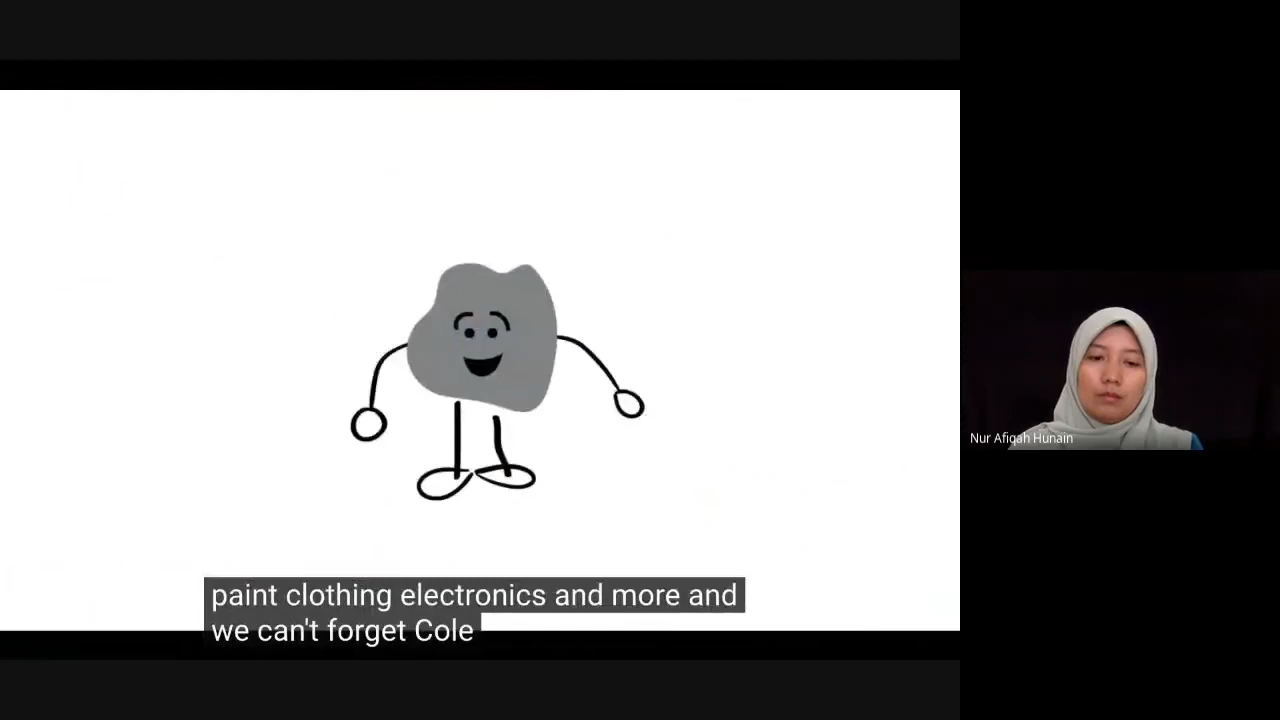 paint clothing electronics and more and
we can't forget Cole
Nur Afiqah Hunain